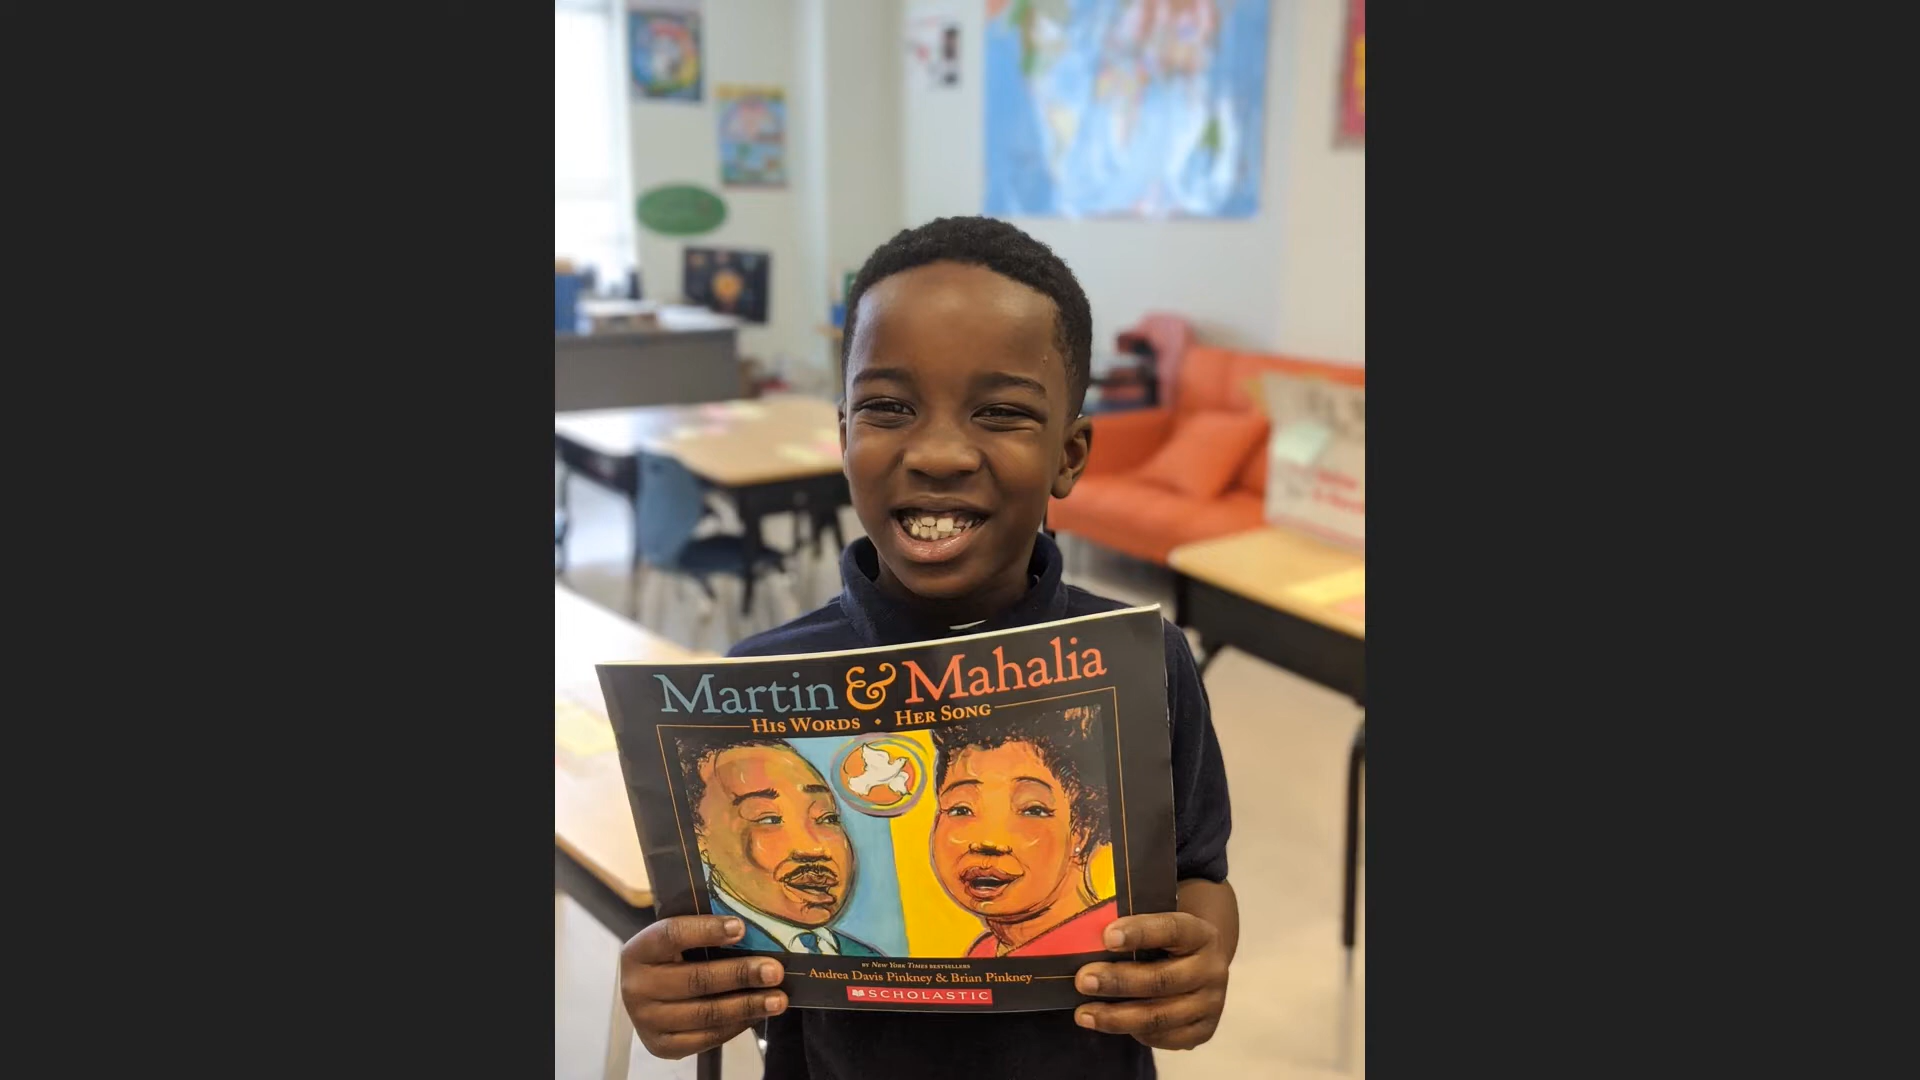 Martin & Mahalia
HIS WORDS • HER SONG
BY NEW YORK TIMES BESTSELLERS
Andrea Davis Pinkney & Brian Pinkney
SCHOLASTIC